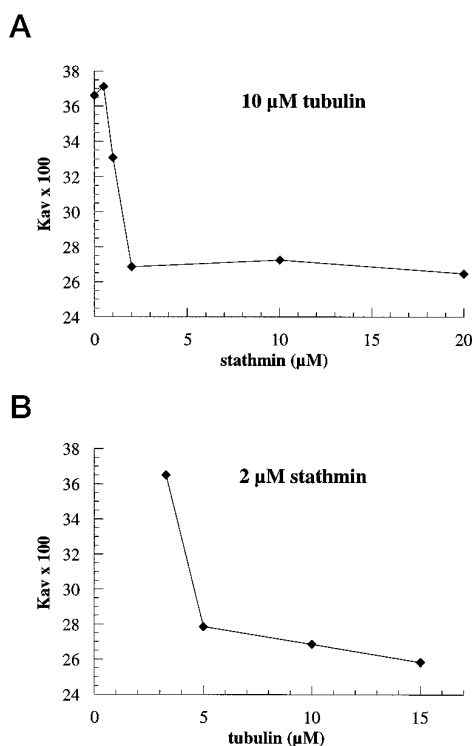 A
38
36
34
32
30
28
26
24
Kav x 100
10 µM tubulin
0 5 10 15 20
stathmin (µM)
B
38
36
34
32
30
28
26
24
Kav x 100
2 µM stathmin
0 5 10 15
tubulin (µM)